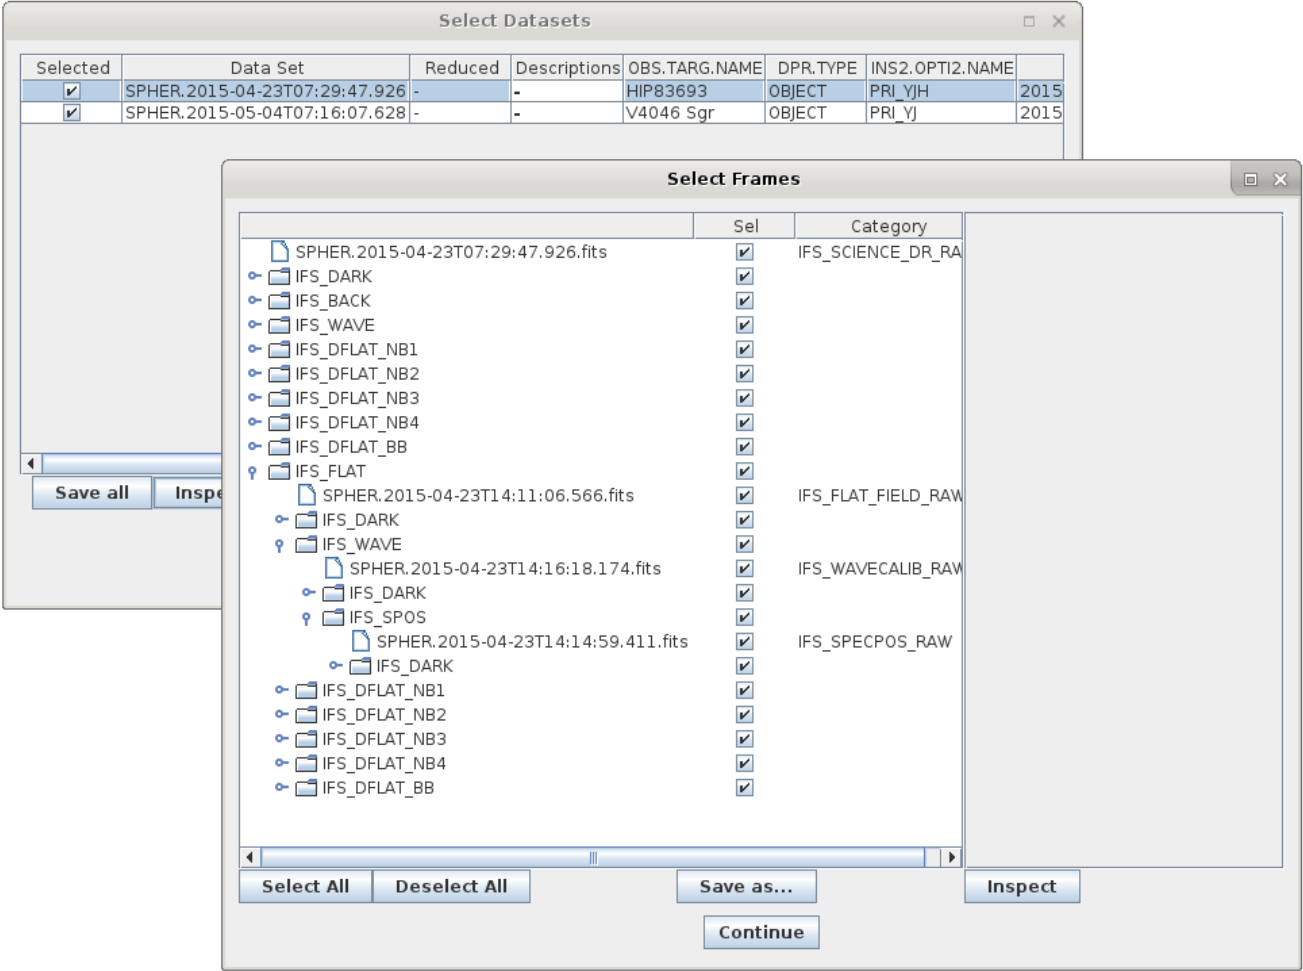 Select Datasets
Selected Data Set Reduced Descriptions OBS.TARG.NAME DPR.TYPE INS2.OPTI2.NAME
SPHER.2015-04-23T07:29:47.926 - - HIP83693 OBJECT PRI_YJH 2015
SPHER.2015-05-04T07:16:07.628 - - V4046 Sgr OBJECT PRI_YJ 2015
Save all Inspe
Select Frames
Sel Category
SPHER.2015-04-23T07:29:47.926.fits IFS_SCIENCE_DR_RA
IFS_DARK
IFS_BACK
IFS_WAVE
IFS_DFLAT_NB1
IFS_DFLAT_NB2
IFS_DFLAT_NB3
IFS_DFLAT_NB4
IFS_DFLAT_BB
IFS_FLAT
SPHER.2015-04-23T14:11:06.566.fits IFS_FLAT_FIELD_RAW
IFS_DARK
IFS_WAVE
SPHER.2015-04-23T14:16:18.174.fits IFS_WAVECALIB_RAW
IFS_DARK
IFS_SPOS
SPHER.2015-04-23T14:14:59.411.fits IFS_SPECPOS_RAW
IFS_DARK
IFS_DFLAT_NB1
IFS_DFLAT_NB2
IFS_DFLAT_NB3
IFS_DFLAT_NB4
IFS_DFLAT_BB
Select All Deselect All Save as... Inspect
Continue